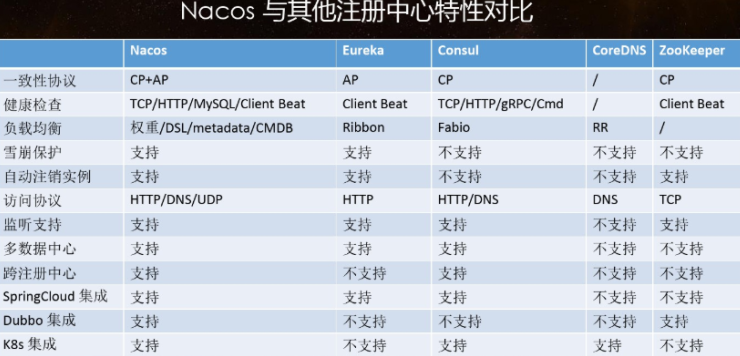 Nacos 与其他注册中心特性对比
Nacos Eureka Consul CoreDNS ZooKeeper
一致性协议 CP+AP AP CP / CP
健康检查 TCP/HTTP/MySQL/Client Beat Client Beat TCP/HTTP/gRPC/Cmd / Client Beat
负载均衡 权重/DSL/metadata/CMDB Ribbon Fabio RR /
雪崩保护 支持 支持 不支持 不支持 不支持
自动注销实例 支持 支持 不支持 不支持 支持
访问协议 HTTP/DNS/UDP HTTP HTTP/DNS DNS TCP
监听支持 支持 支持 支持 不支持 支持
多数据中心 支持 支持 支持 不支持 不支持
跨注册中心 支持 不支持 支持 不支持 不支持
SpringCloud 集成 支持 支持 支持 不支持 不支持
Dubbo 集成 支持 不支持 不支持 不支持 支持
K8s 集成 支持 不支持 支持 支持 不支持